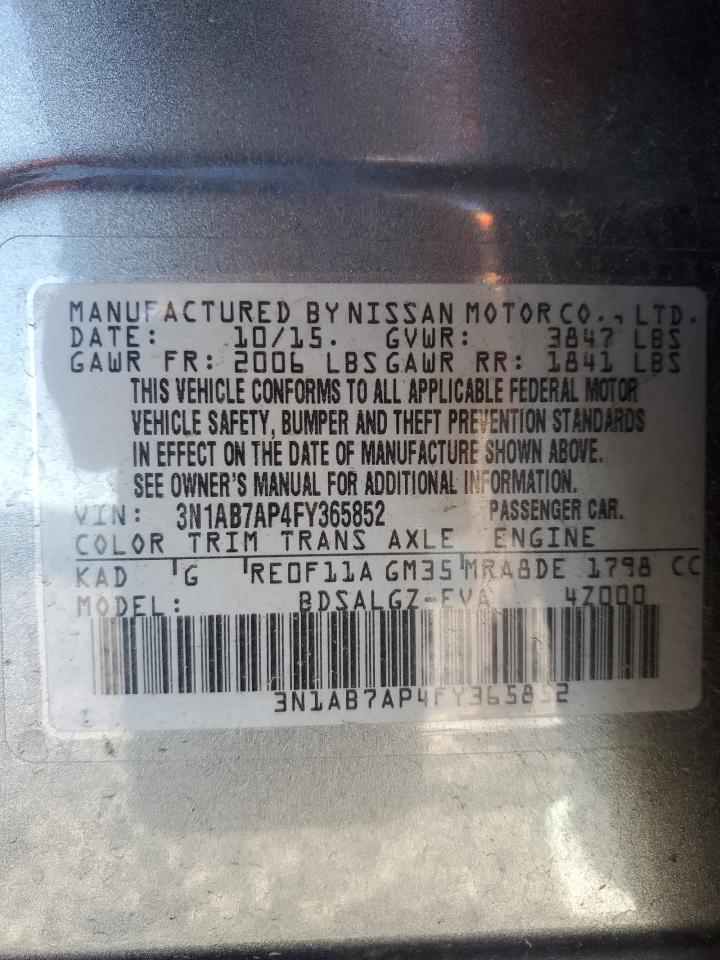 MANUFACTURED BY NISSAN MOTOR CO., LTD.
DATE: 10/15. GVWR: 3847 LBS
GAWR FR: 2006 LBS GAWR RR: 1841 LBS
THIS VEHICLE CONFORMS TO ALL APPLICABLE FEDERAL MOTOR
VEHICLE SAFETY, BUMPER AND THEFT PREVENTION STANDARDS
IN EFFECT ON THE DATE OF MANUFACTURE SHOWN ABOVE.
SEE OWNER'S MANUAL FOR ADDITIONAL INFORMATION.
VIN: 3N1AB7AP4FY365852 PASSENGER CAR.
COLOR TRIM TRANS AXLE ENGINE
KAD G RE0F11A GM35 MRA8DE 1798 CC
MODEL: BDSALGZ-EVA 4Z000
3N1AB7AP4FY365852